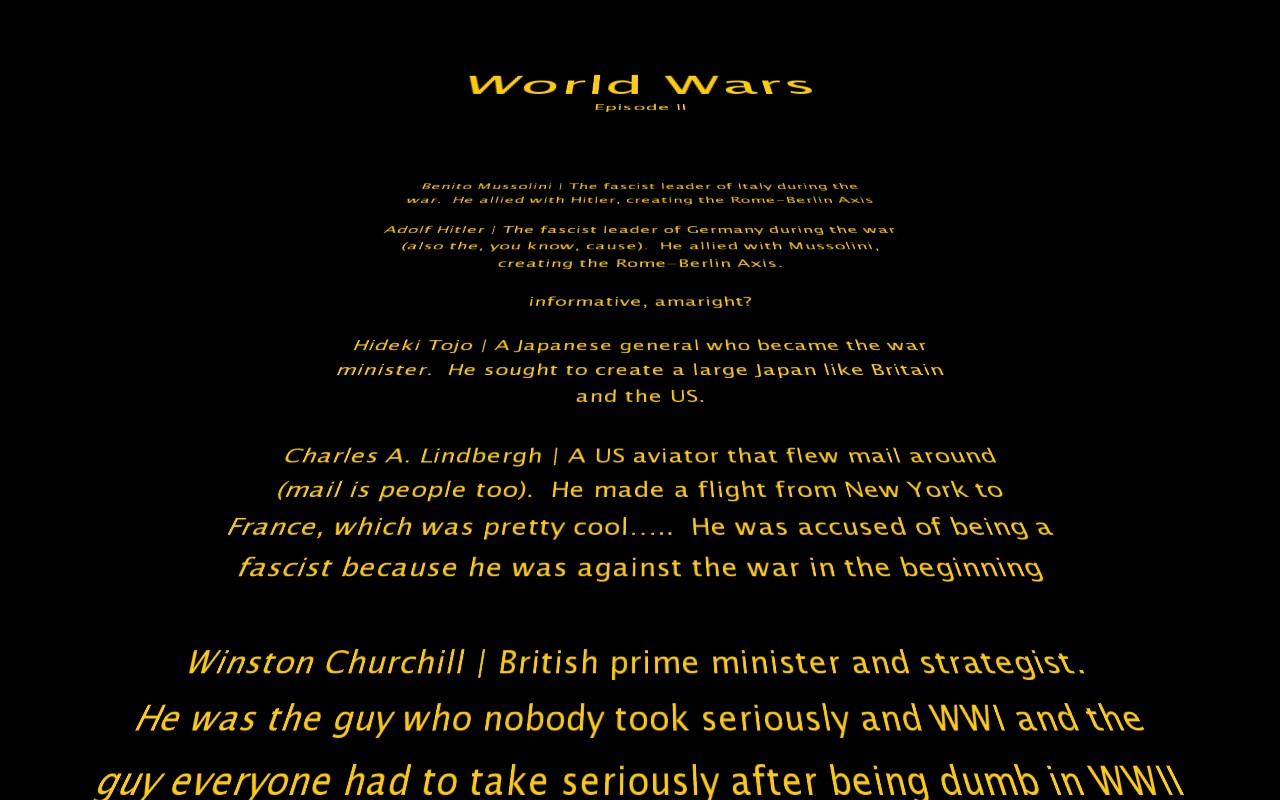 World Wars
Episode II
Benito Mussolini | The fascist leader of Italy during the
war.  He allied with Hitler, creating the Rome-Berlin Axis
Adolf Hitler | The fascist leader of Germany during the war
(also the, you know, cause).  He allied with Mussolini,
creating the Rome-Berlin Axis.
informative, amaright?
Hideki Tojo | A Japanese general who became the war
minister.  He sought to create a large Japan like Britain
and the US.
Charles A. Lindbergh | A US aviator that flew mail around
(mail is people too).  He made a flight from New York to
France, which was pretty cool.....  He was accused of being a
fascist because he was against the war in the beginning
Winston Churchill | British prime minister and strategist.
He was the guy who nobody took seriously and WWI and the
guy everyone had to take seriously after being dumb in WWII